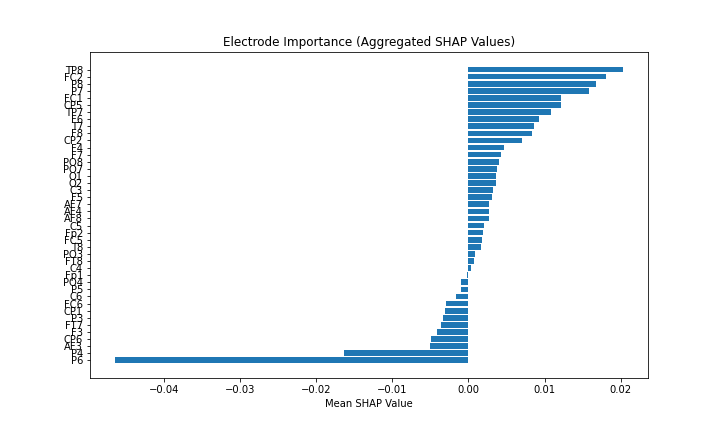 Electrode Importance (Aggregated SHAP Values)
TP8
FC2
P8
P7
FC1
CP5
TP7
F6
T7
F8
CP2
F4
F7
PO8
PO7
O1
O2
C3
F5
AF7
AF4
AF8
C5
Fp2
FC5
T8
PO3
FT8
C4
Fp1
PO4
P5
C6
FC6
CP1
P3
FT7
F3
CP6
AF3
P4
P6
−0.04
−0.03
−0.02
−0.01
0.00
0.01
0.02
Mean SHAP Value